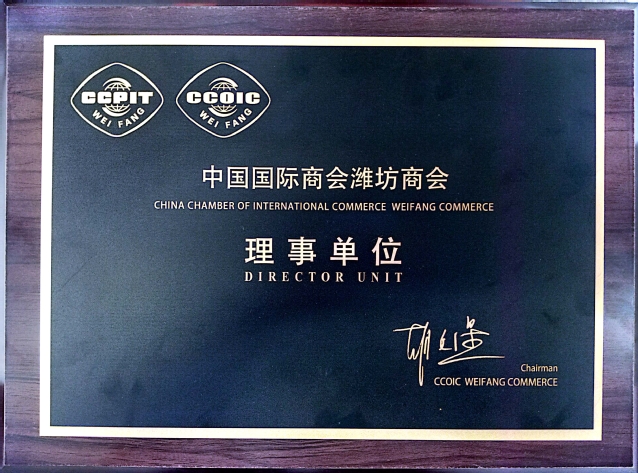 CCPIT CCOIC
WEI FANG WEI FANG
中国国际商会潍坊商会
CHINA CHAMBER OF INTERNATIONAL COMMERCE WEIFANG COMMERCE
理事单位
DIRECTOR UNIT
Chairman
CCOIC WEIFANG COMMERCE